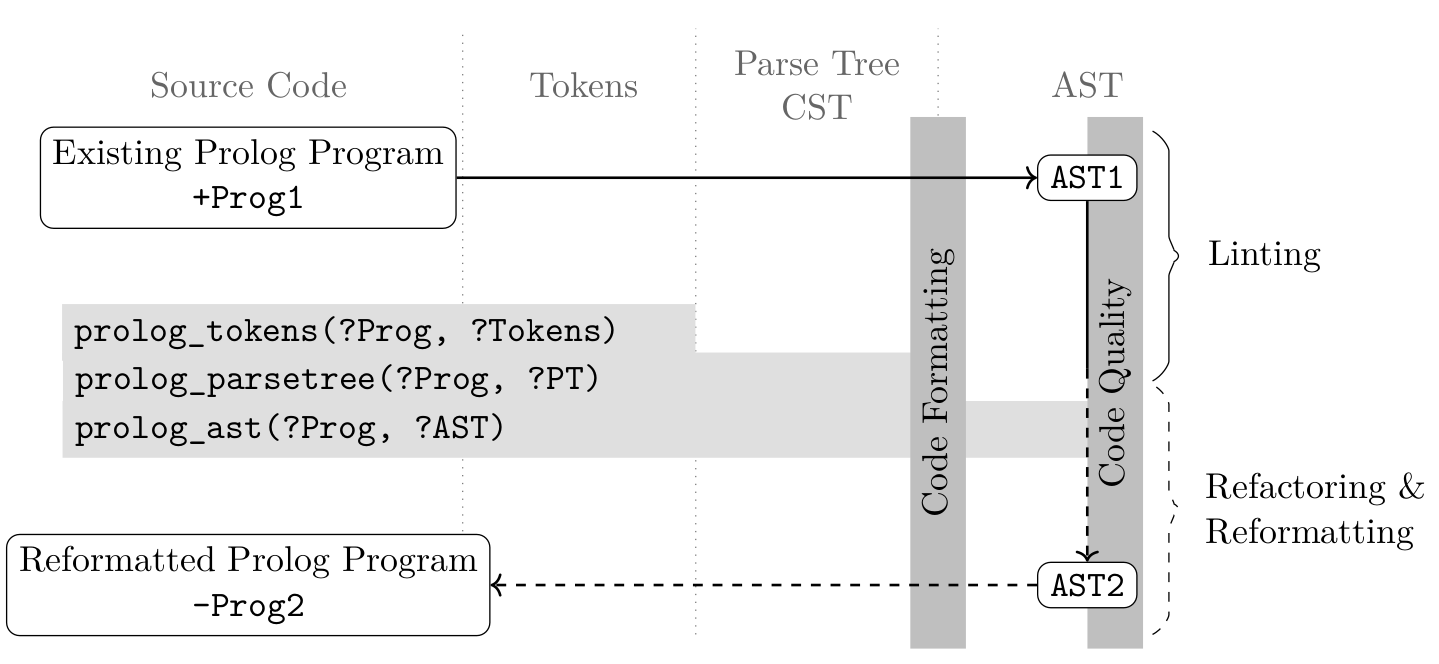 Source Code
Tokens
Parse Tree
CST
AST
Existing Prolog Program
+Prog1
AST1
Linting
prolog_tokens(?Prog, ?Tokens)
prolog_parsetree(?Prog, ?PT)
prolog_ast(?Prog, ?AST)
Code Formatting
Code Quality
Refactoring &
Reformatting
Reformatted Prolog Program
-Prog2
AST2